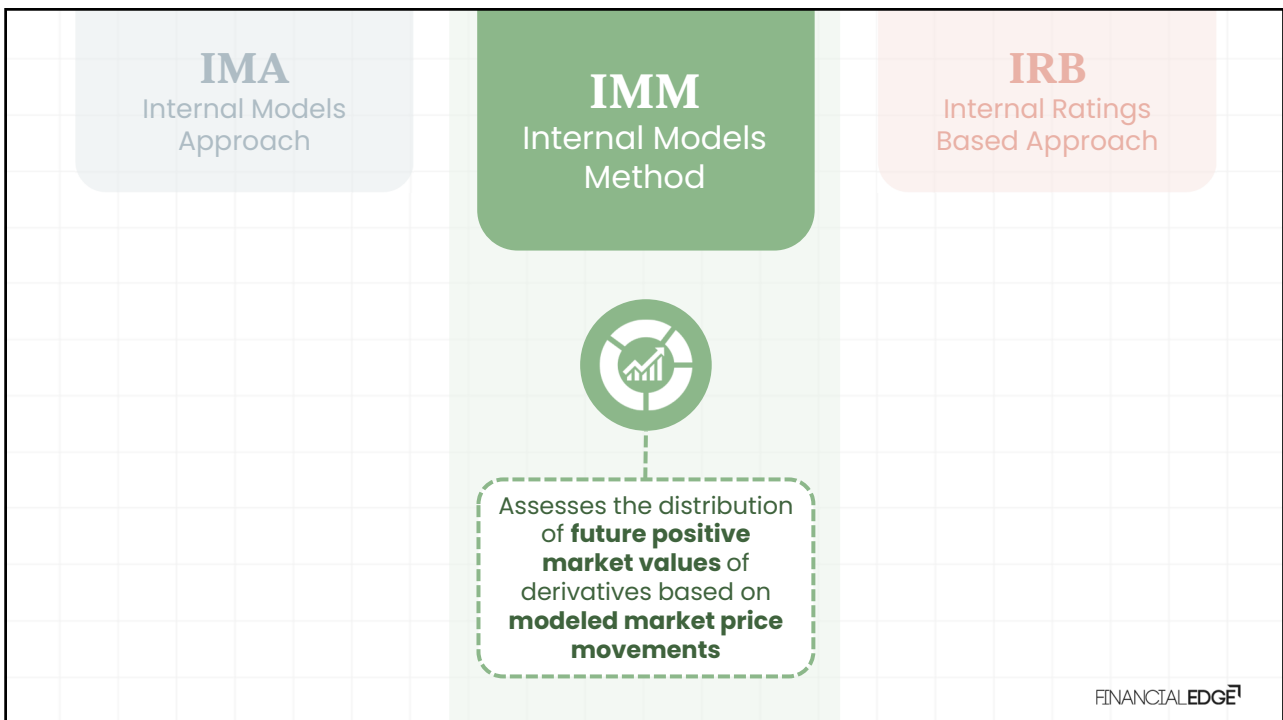 IMA
Internal Models
Approach
IMM
Internal Models
Method
IRB
Internal Ratings
Based Approach
Assesses the distribution
of future positive
market values of
derivatives based on
modeled market price
movements
FINANCIALEDGE